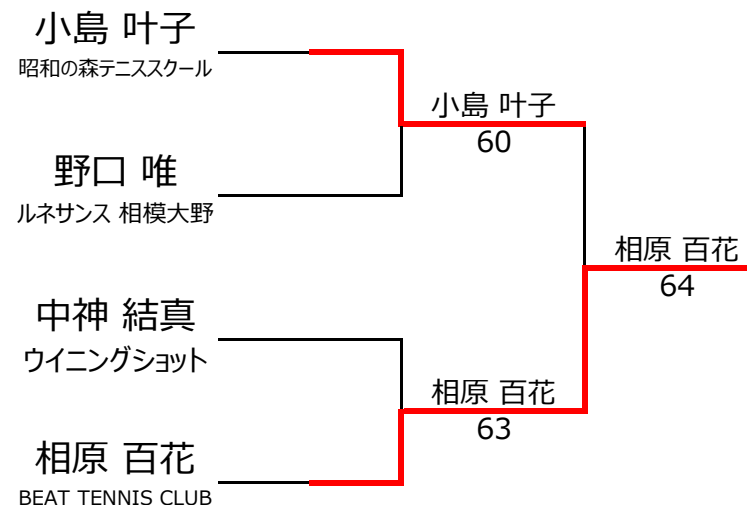 小島 叶子
昭和の森テニススクール
小島 叶子
60
野口 唯
ルネサンス 相模大野
相原 百花
64
中神 結真
ウイニングショット
相原 百花
63
相原 百花
BEAT TENNIS CLUB